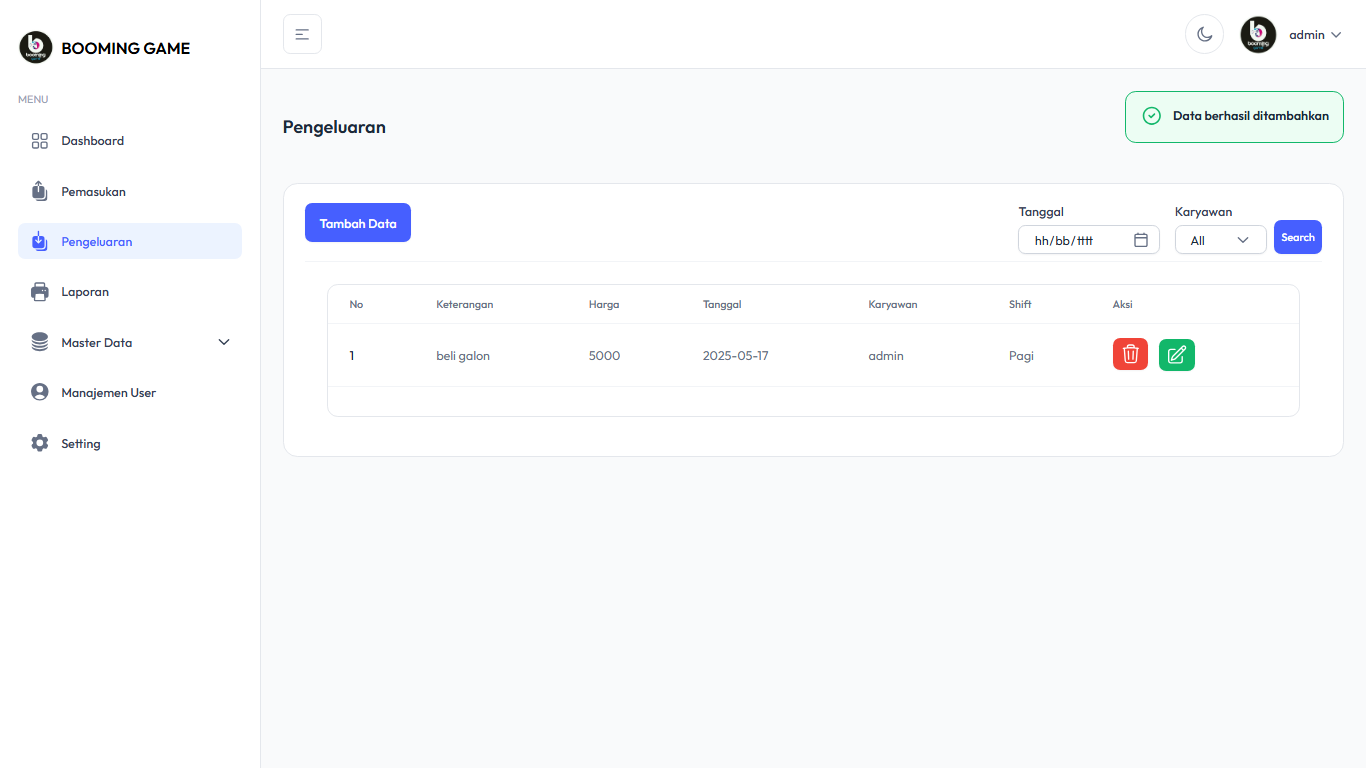 BOOMING GAME
admin
MENU
Dashboard
Pemasukan
Pengeluaran
Laporan
Master Data
Manajemen User
Setting
Pengeluaran
Data berhasil ditambahkan
Tambah Data
Tanggal
hh/bb/tttt
Karyawan
All
Search
No Keterangan Harga Tanggal Karyawan Shift Aksi
1 beli galon 5000 2025-05-17 admin Pagi